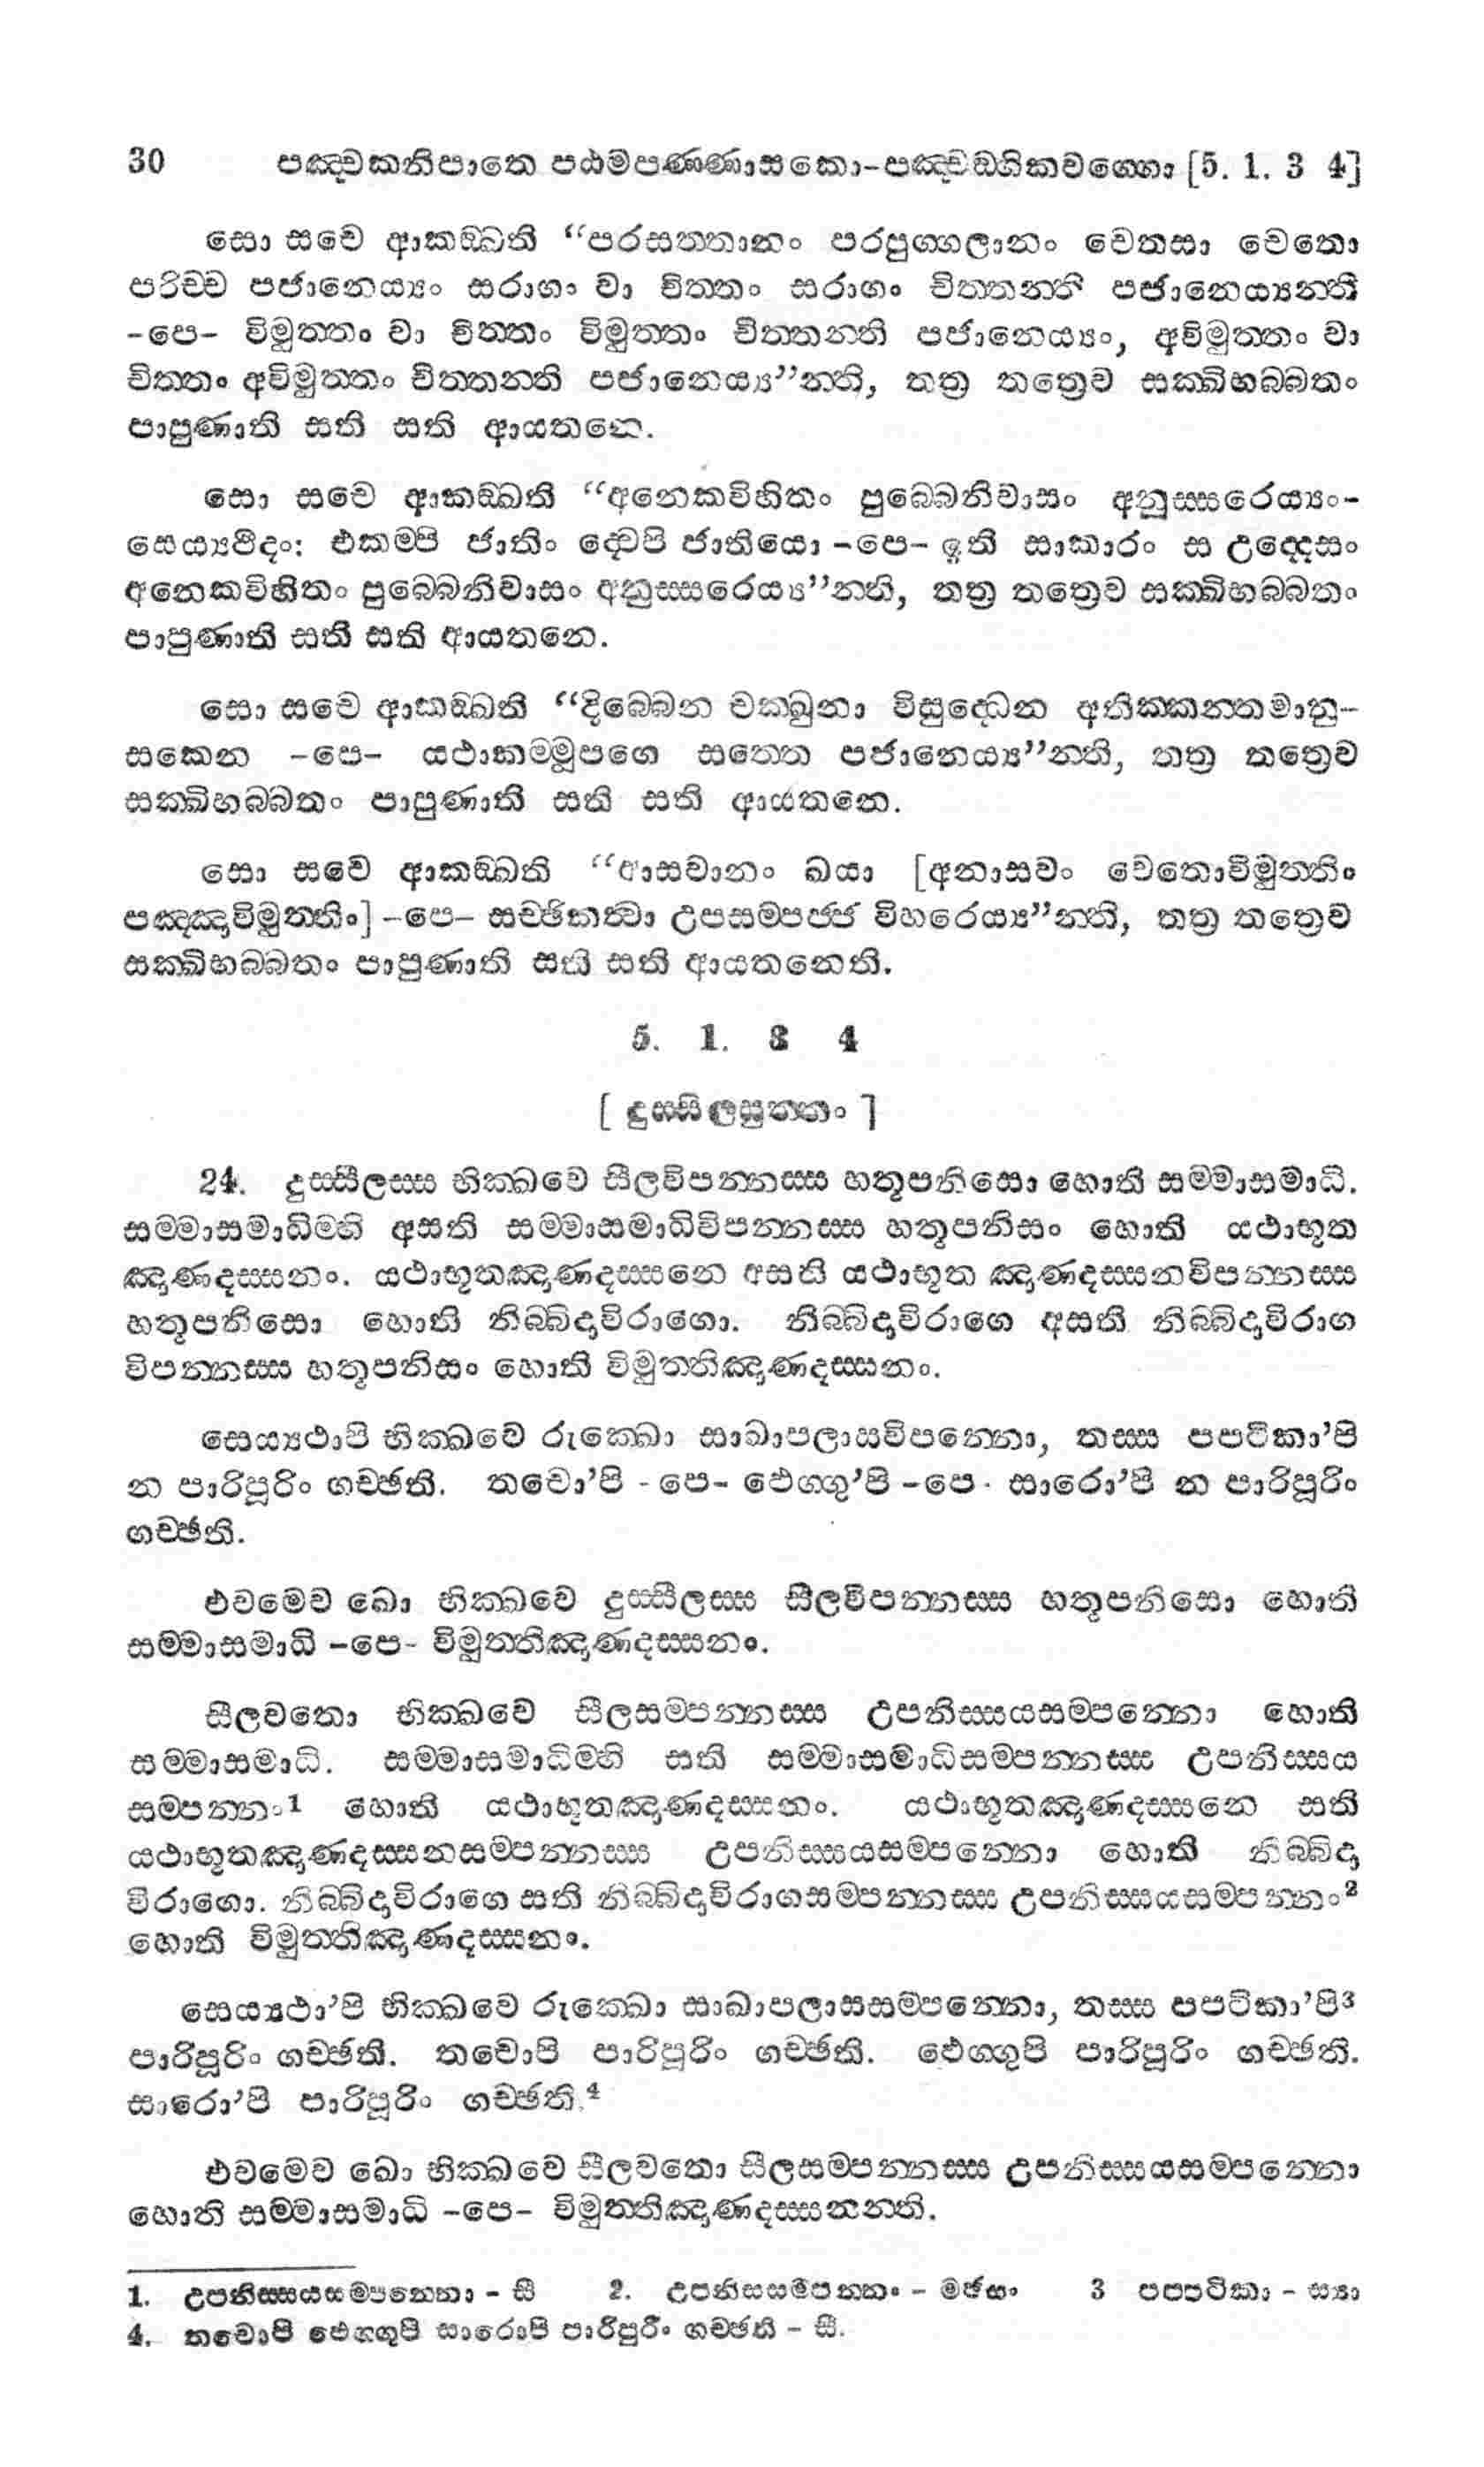 30 පඤ්චකනිපාතෙ පඨමපණ්ණාසකො-පඤ්චඞ්ගිකවග්ගො [5. 1. 3 4]
සො සචෙ ආකඞ්ඛති “පරසත්තානං පරපුග්ගලානං චෙතසා චෙතො
පරිච්ච පජානෙය්‍යං සරාගං වා චිත්තං සරාගං චිත්තන්ති පජානෙය්‍යන්ති
-පෙ- විමුත්තං වා චිත්තං විමුත්තං චිත්තන්ති පජානෙය්‍යං, අවිමුත්තං වා
චිත්තං අවිමුත්තං චිත්තන්ති පජානෙය්‍ය”න්ති, තත්‍ර තත්‍රෙව සක්ඛිභබ්බතං
පාපුණාති සති සති ආයතනෙ.
සො සචෙ ආකඞ්ඛති “අනෙකවිහිතං පුබ්බෙනිවාසං අනුස්සරෙය්‍යං-
සෙය්‍යථිදං: එකම්පි ජාතිං ද්වෙපි ජාතියො -පෙ- ඉති සාකාරං ස උද්දෙසං
අනෙකවිහිතං පුබ්බෙනිවාසං අනුස්සරෙය්‍ය”න්ති, තත්‍ර තත්‍රෙව සක්ඛිභබ්බතං
පාපුණාති සති සති ආයතනෙ.
සො සචෙ ආකඞ්ඛති “දිබ්බෙන චක්ඛුනා විසුද්ධෙන අතික්කන්තමානු-
සකෙන -පෙ- යථාකම්මූපගෙ සත්තෙ පජානෙය්‍ය”න්ති, තත්‍ර තත්‍රෙව
සක්ඛිභබ්බතං පාපුණාති සති සති ආයතනෙ.
සො සචෙ ආකඞ්ඛති “ආසවානං ඛයා [අනාසවං චෙතොවිමුත්තිං
පඤ්ඤාවිමුත්තිං] -පෙ- සච්ඡිකත්වා උපසම්පජ්ජ විහරෙය්‍ය”න්ති, තත්‍ර තත්‍රෙව
සක්ඛිභබ්බතං පාපුණාති සති සති ආයතනෙති.
5. 1. 3 4
[ දුස්සීලසුත්තං ]
24. දුස්සීලස්ස භික්ඛවෙ සීලවිපන්නස්ස හතූපනිසො හොති සම්මාසමාධි.
සම්මාසමාධිම්හි අසති සම්මාසමාධිවිපන්නස්ස හතූපනිසං හොති යථාභූත
ඤාණදස්සනං. යථාභූතඤාණදස්සනෙ අසති යථාභූත ඤාණදස්සනවිපන්නස්ස
හතූපනිසො හොති නිබ්බිදාවිරාගො. නිබ්බිදාවිරාගෙ අසති නිබ්බිදාවිරාග
විපන්නස්ස හතූපනිසං හොති විමුත්තිඤාණදස්සනං.
සෙය්‍යථාපි භික්ඛවෙ රුක්ඛො සාඛාපලාසවිපන්නො, තස්ස පපටිකා’පි
න පාරිපූරිං ගච්ඡති. තචො’පි -පෙ- ඵෙග්ගු’පි -පෙ- සාරො’පි න පාරිපූරිං
ගච්ඡති.
එවමෙව ඛො භික්ඛවෙ දුස්සීලස්ස සීලවිපන්නස්ස හතූපනිසො හොති
සම්මාසමාධි -පෙ- විමුත්තිඤාණදස්සනං.
සීලවතො භික්ඛවෙ සීලසම්පන්නස්ස උපනිස්සයසම්පන්නො හොති
සම්මාසමාධි. සම්මාසමාධිම්හි සති සම්මාසමාධිසම්පන්නස්ස උපනිස්සය
සම්පන්නං1 හොති යථාභූතඤාණදස්සනං. යථාභූතඤාණදස්සනෙ සති
යථාභූතඤාණදස්සනසම්පන්නස්ස උපනිස්සයසම්පන්නො හොති නිබ්බිදා
විරාගො. නිබ්බිදාවිරාගෙ සති නිබ්බිදාවිරාගසම්පන්නස්ස උපනිස්සයසම්පන්නං2
හොති විමුත්තිඤාණදස්සනං.
සෙය්‍යථා’පි භික්ඛවෙ රුක්ඛො සාඛාපලාසසම්පන්නො, තස්ස පපටිකා’පි3
පාරිපූරිං ගච්ඡති. තචොපි පාරිපූරිං ගච්ඡති. ඵෙග්ගුපි පාරිපූරිං ගච්ඡති.
සාරො’පි පාරිපූරිං ගච්ඡති.4
එවමෙව ඛො භික්ඛවෙ සීලවතො සීලසම්පන්නස්ස උපනිස්සයසම්පන්නො
හොති සම්මාසමාධි -පෙ- විමුත්තිඤාණදස්සනන්ති.
1. උපනිස්සයසම්පන්නො - සී 2. උපනිසසම්පන්නං - මඡසං 3 පප්පටිකා - ස්‍යා
4. තචොපි ඵෙග්ගුපි සාරොපි පාරිපුරිං ගච්ඡති - සී.